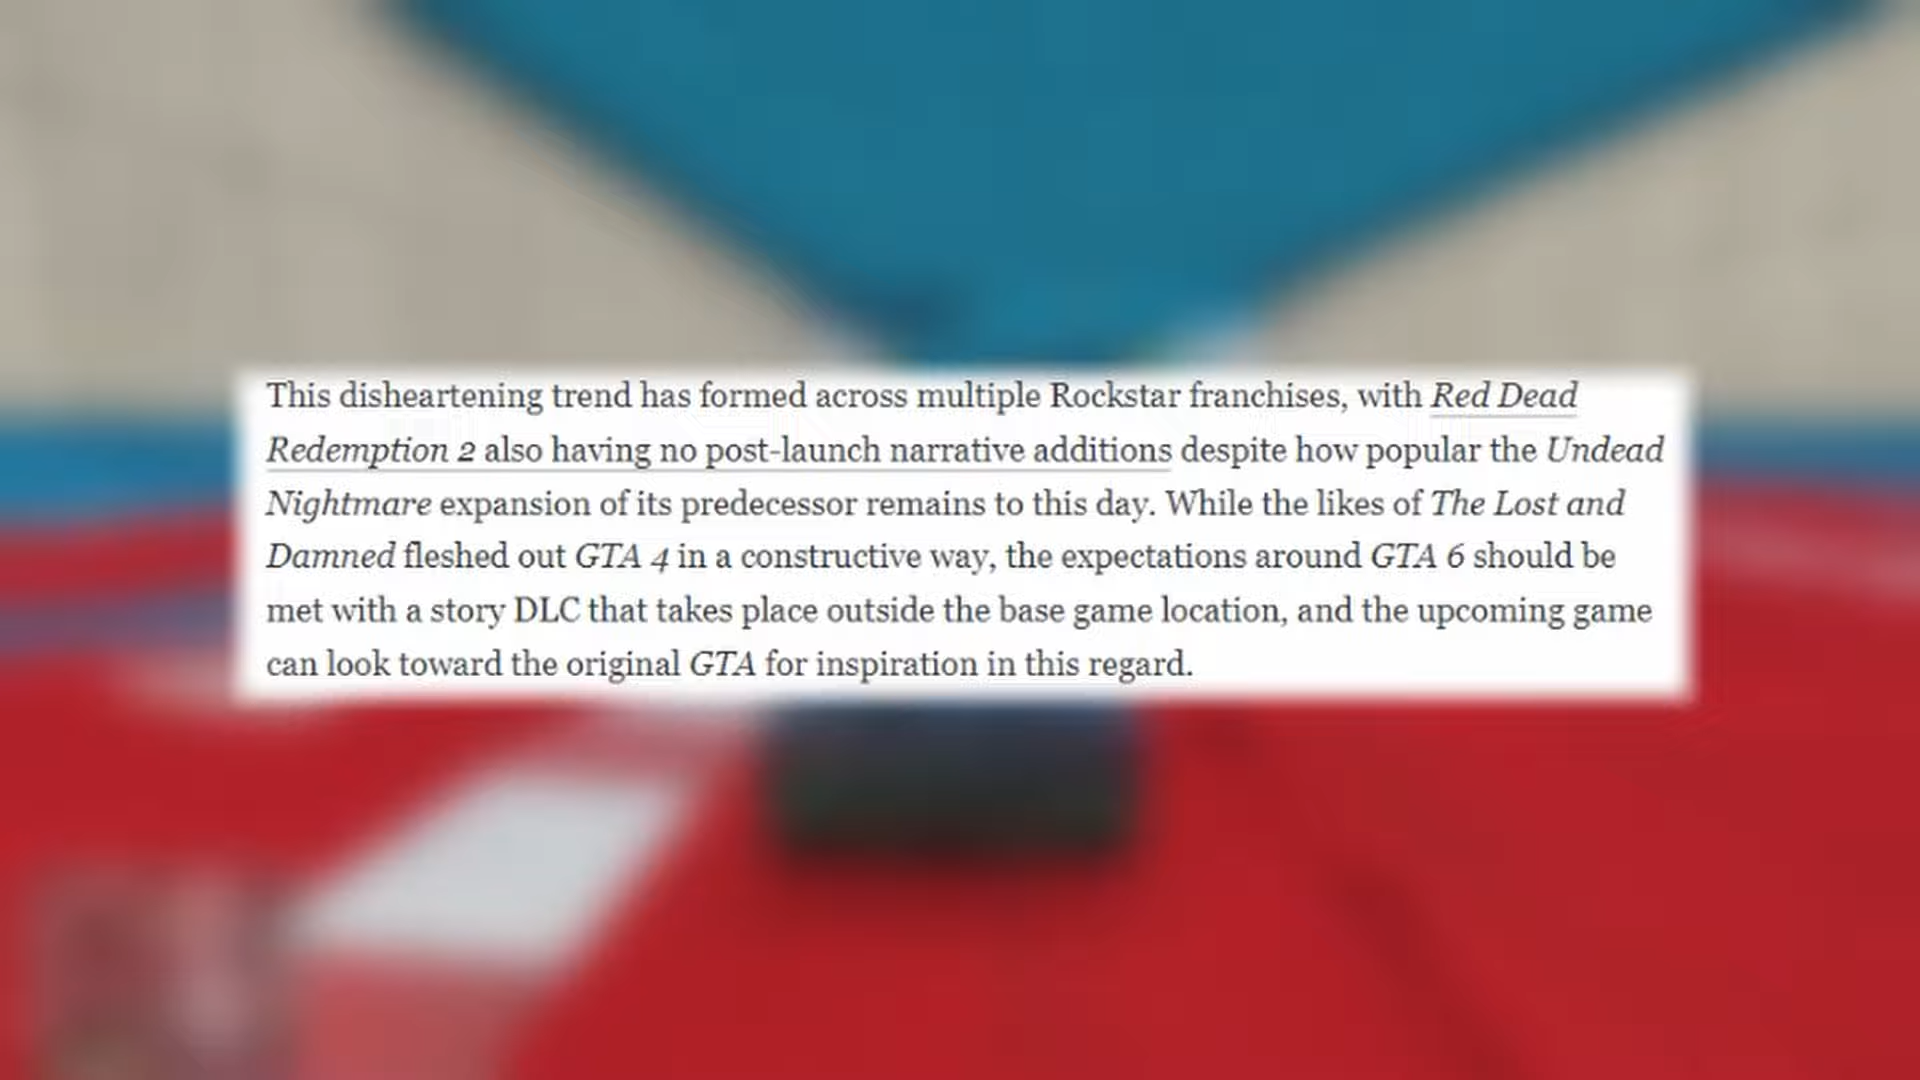 This disheartening trend has formed across multiple Rockstar franchises, with Red Dead
Redemption 2 also having no post-launch narrative additions despite how popular the Undead
Nightmare expansion of its predecessor remains to this day. While the likes of The Lost and
Damned fleshed out GTA 4 in a constructive way, the expectations around GTA 6 should be
met with a story DLC that takes place outside the base game location, and the upcoming game
can look toward the original GTA for inspiration in this regard.